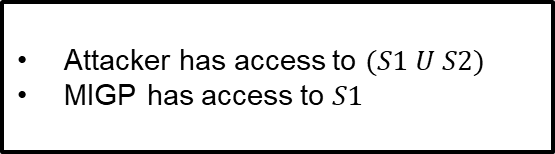 • Attacker has access to (S1 U S2)
• MIGP has access to S1